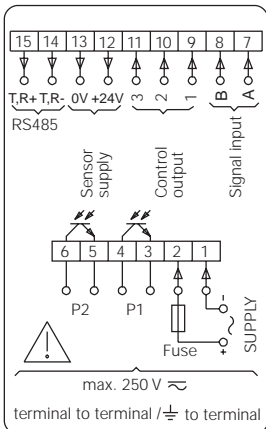 15 14 13 12 11 10 9 8 7
T,R+ T,R- 0V +24V 3 2 1 B A
RS485
Sensor supply
Control output
Signal input
6 5 4 3 2 1
P2 P1
Fuse
- +
SUPPLY
max. 250 V ⎓
terminal to terminal /⏚ to terminal